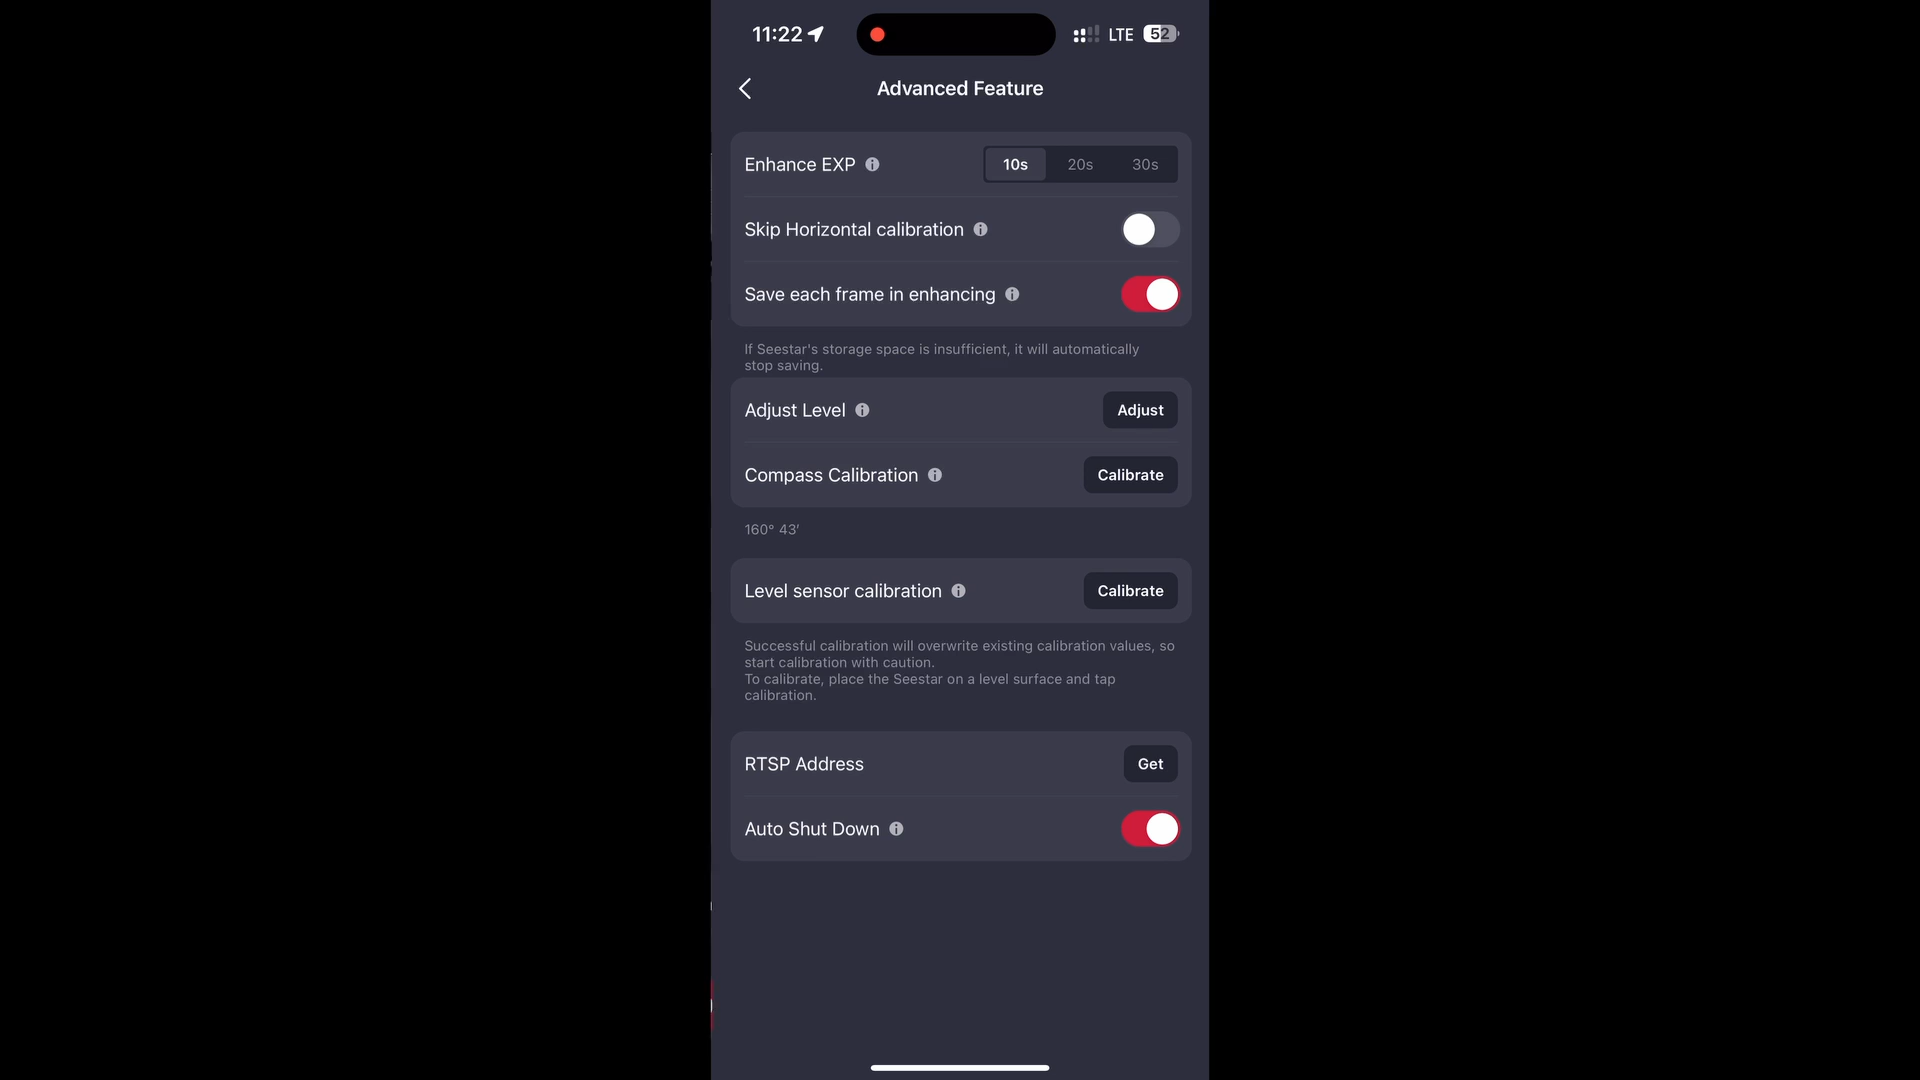 11:22
LTE
52
Advanced Feature
Enhance EXP
10s
20s
30s
Skip Horizontal calibration
Save each frame in enhancing
If Seestar's storage space is insufficient, it will automatically
stop saving.
Adjust Level
Adjust
Compass Calibration
Calibrate
160° 43'
Level sensor calibration
Calibrate
Successful calibration will overwrite existing calibration values, so
start calibration with caution.
To calibrate, place the Seestar on a level surface and tap
calibration.
RTSP Address
Get
Auto Shut Down